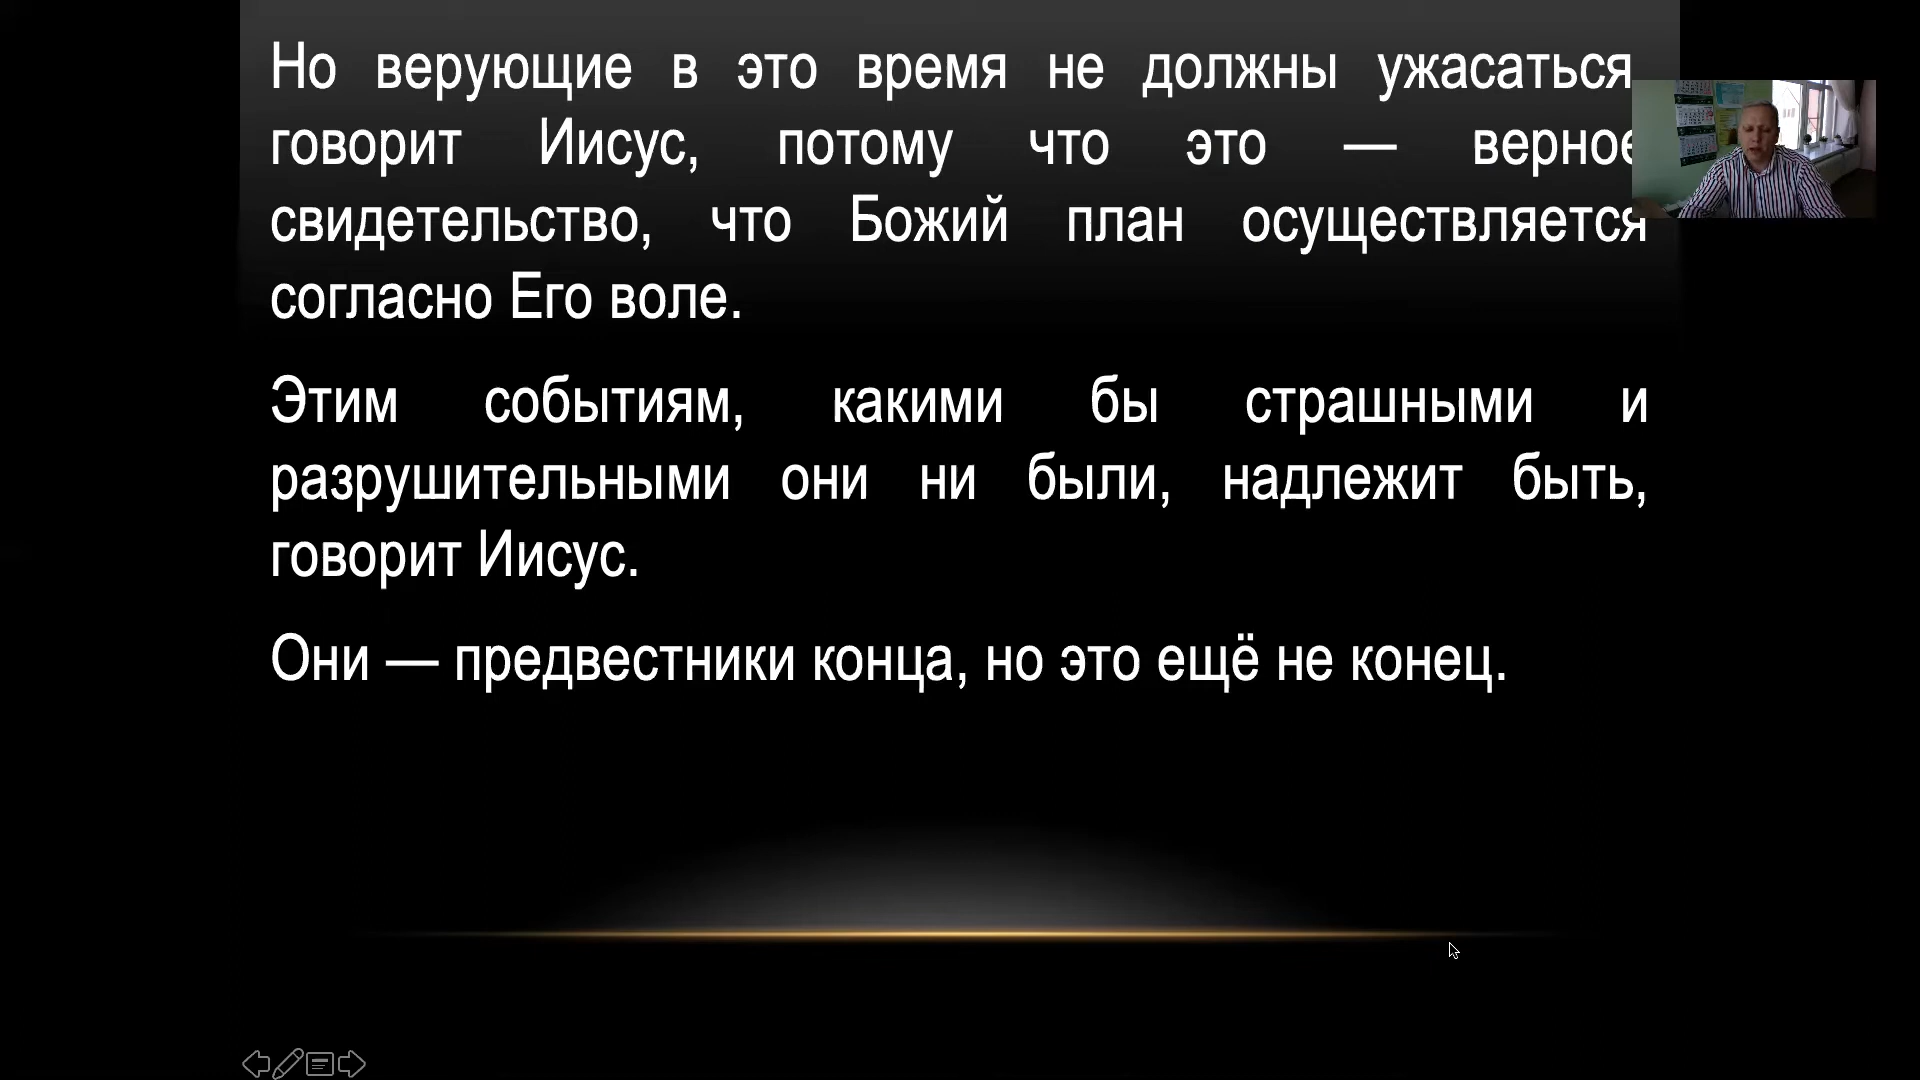 Но верующие в это время не должны ужасаться
говорит Иисус, потому что это — верное
свидетельство, что Божий план осуществляется
согласно Его воле.
Этим событиям, какими бы страшными и
разрушительными они ни были, надлежит быть,
говорит Иисус.
Они — предвестники конца, но это ещё не конец.